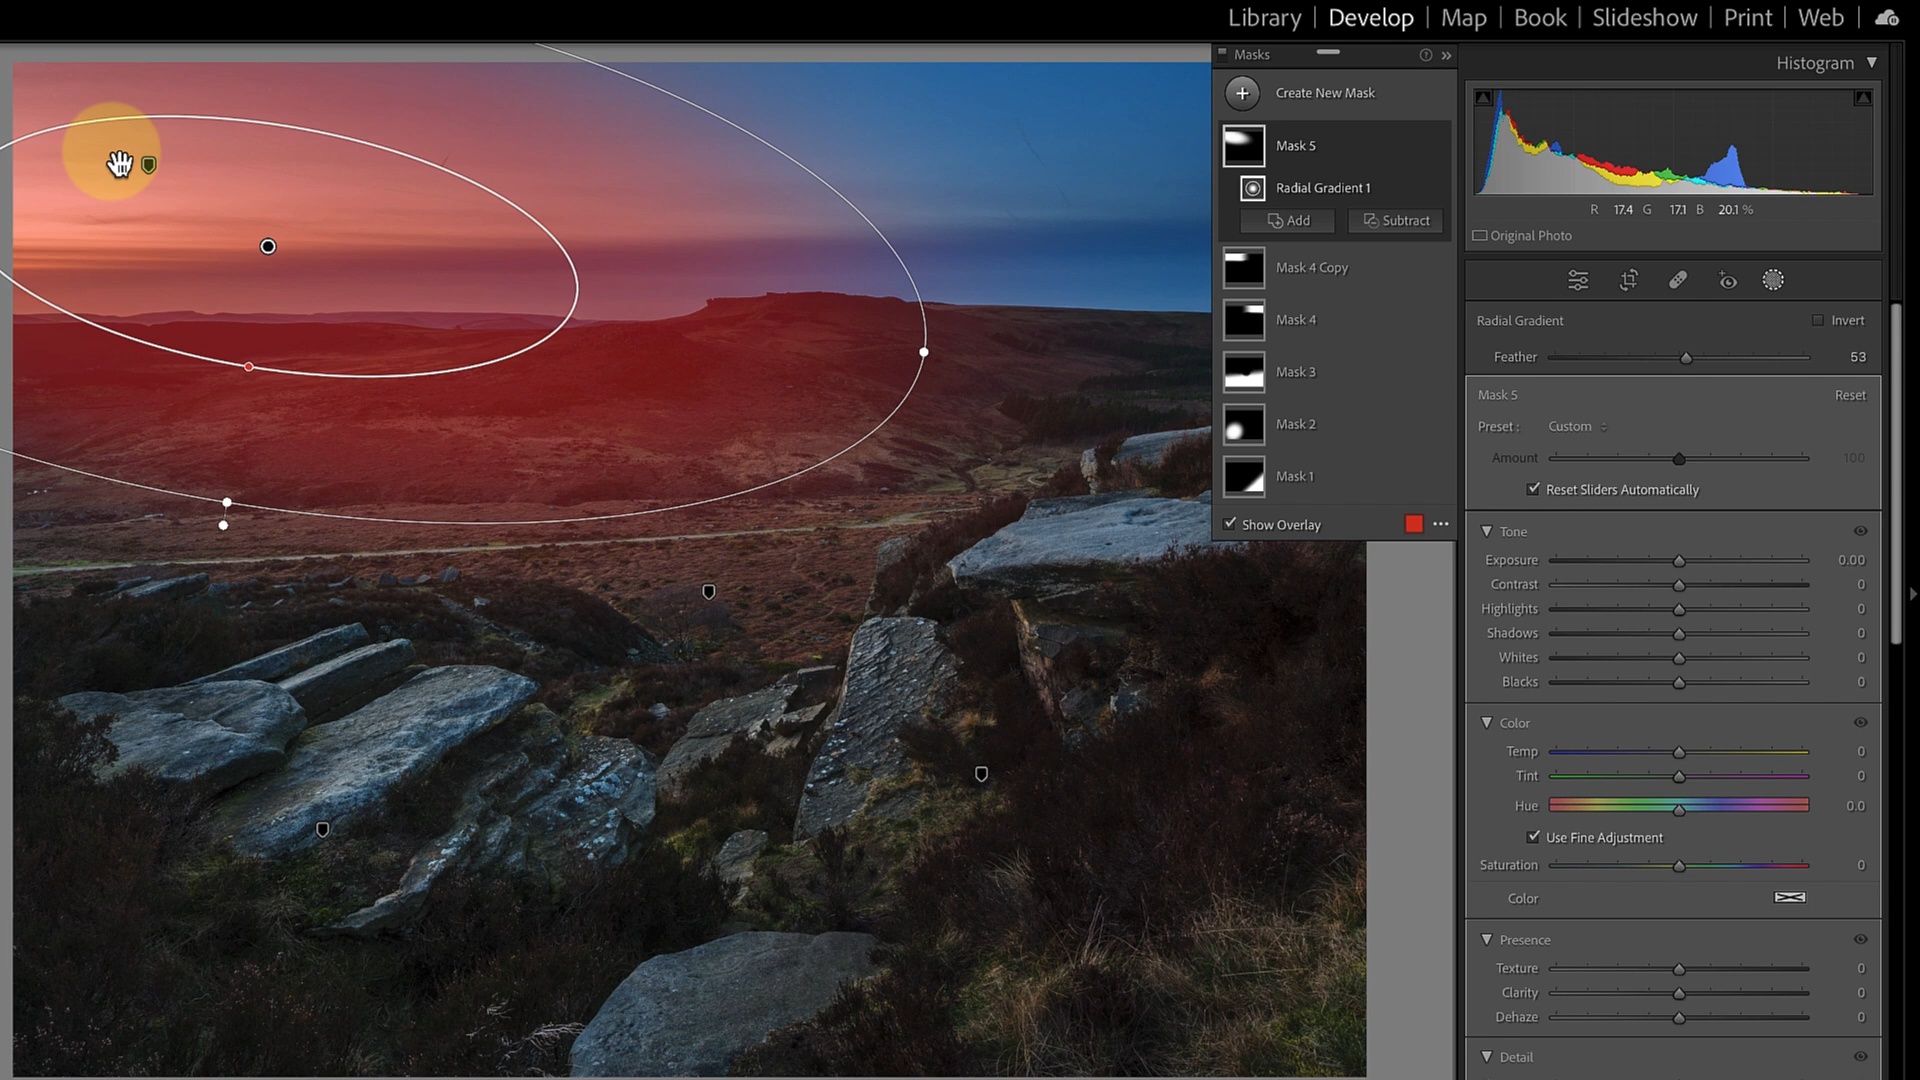 Library | Develop | Map | Book | Slideshow | Print | Web
Masks
Create New Mask
Mask 5
Radial Gradient 1
Add Subtract
Mask 4 Copy
Mask 4
Mask 3
Mask 2
Mask 1
Show Overlay
Histogram
R 17.4 G 17.1 B 20.1 %
Original Photo
Radial Gradient Invert
Feather 53
Mask 5 Reset
Preset : Custom
Amount 100
Reset Sliders Automatically
Tone
Exposure 0.00
Contrast 0
Highlights 0
Shadows 0
Whites 0
Blacks 0
Color
Temp 0
Tint 0
Hue 0.0
Use Fine Adjustment
Saturation 0
Color
Presence
Texture 0
Clarity 0
Dehaze 0
Detail